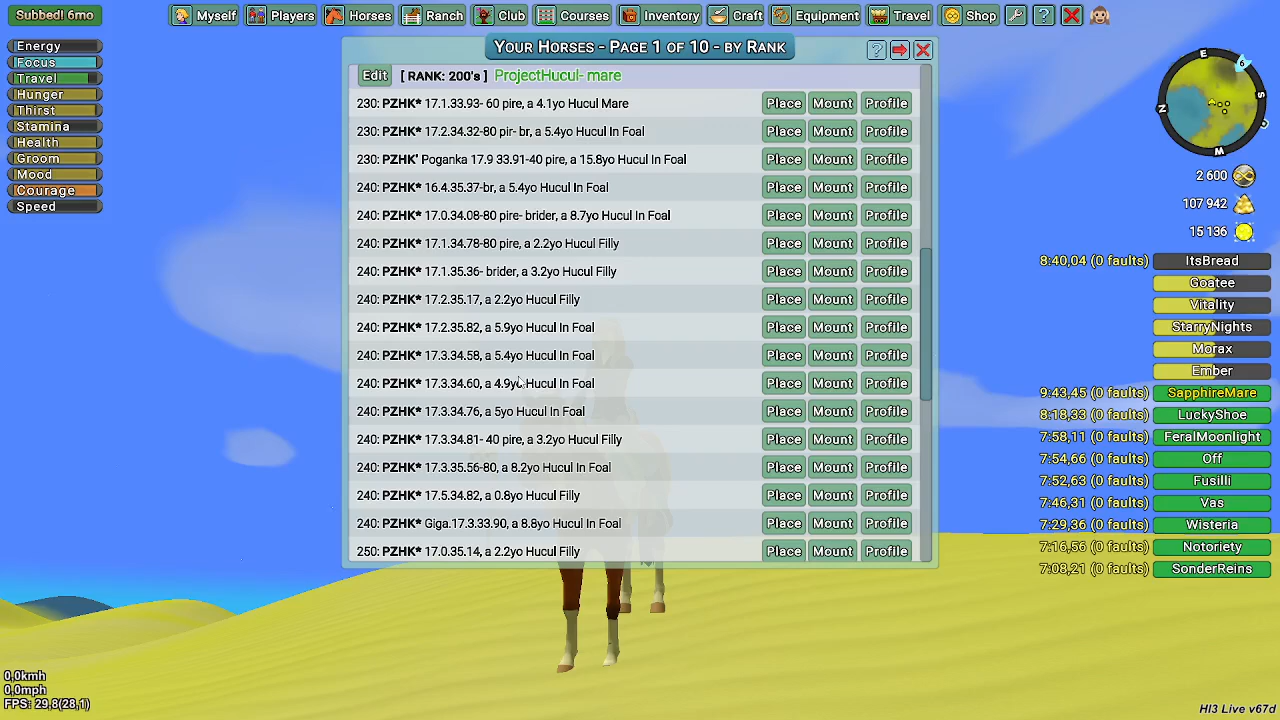 Subbed! 6mo
Myself Players Horses Ranch Club Courses Inventory Craft Equipment Travel Shop ?
Energy
Focus
Travel
Hunger
Thirst
Stamina
Health
Groom
Mood
Courage
Speed
Your Horses - Page 1 of 10 - by Rank
?
Edit [ RANK: 200's ] ProjectHucul- mare
230: PZHK* 17.1.33.93- 60 pire, a 4.1yo Hucul Mare Place Mount Profile
230: PZHK* 17.2.34.32-80 pir- br, a 5.4yo Hucul In Foal Place Mount Profile
230: PZHK' Poganka 17.9 33.91-40 pire, a 15.8yo Hucul In Foal Place Mount Profile
240: PZHK* 16.4.35.37-br, a 5.4yo Hucul In Foal Place Mount Profile
240: PZHK* 17.0.34.08-80 pire- brider, a 8.7yo Hucul In Foal Place Mount Profile
240: PZHK* 17.1.34.78-80 pire, a 2.2yo Hucul Filly Place Mount Profile
240: PZHK* 17.1.35.36- brider, a 3.2yo Hucul Filly Place Mount Profile
240: PZHK* 17.2.35.17, a 2.2yo Hucul Filly Place Mount Profile
240: PZHK* 17.2.35.82, a 5.9yo Hucul In Foal Place Mount Profile
240: PZHK* 17.3.34.58, a 5.4yo Hucul In Foal Place Mount Profile
240: PZHK* 17.3.34.60, a 4.9yo Hucul In Foal Place Mount Profile
240: PZHK* 17.3.34.76, a 5yo Hucul In Foal Place Mount Profile
240: PZHK* 17.3.34.81- 40 pire, a 3.2yo Hucul Filly Place Mount Profile
240: PZHK* 17.3.35.56-80, a 8.2yo Hucul In Foal Place Mount Profile
240: PZHK* 17.5.34.82, a 0.8yo Hucul Filly Place Mount Profile
240: PZHK* Giga.17.3.33.90, a 8.8yo Hucul In Foal Place Mount Profile
250: PZHK* 17.0.35.14, a 2.2yo Hucul Filly Place Mount Profile
E
6
S
N
W
2 600
107 942
15 136
8:40,04 (0 faults) ItsBread
Goatee
Vitality
StarryNights
Morax
Ember
9:43,45 (0 faults) SapphireMare
8:18,33 (0 faults) LuckyShoe
7:58,11 (0 faults) FeralMoonlight
7:54,66 (0 faults) Off
7:52,63 (0 faults) Fusilli
7:46,31 (0 faults) Vas
7:29,36 (0 faults) Wisteria
7:16,56 (0 faults) Notoriety
7:08,21 (0 faults) SonderReins
0,0kmh
0,0mph
FPS: 29,8(28,1)
HI3 Live v67d